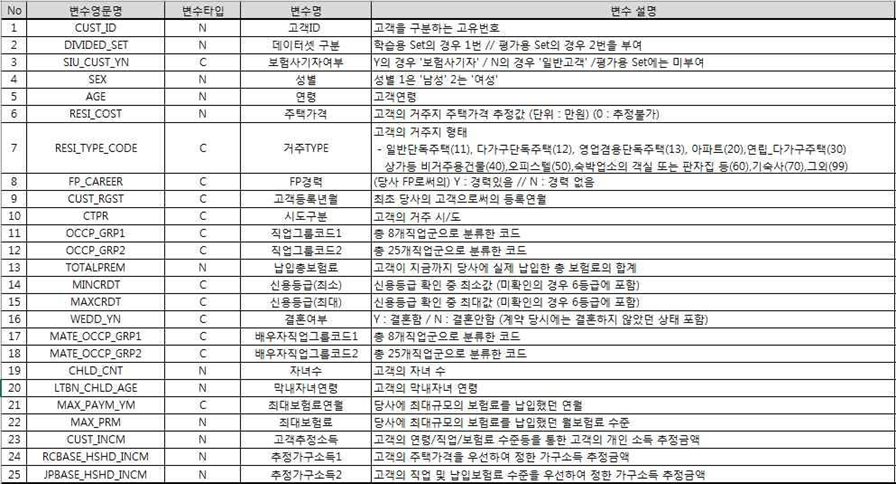 No 변수영문명 변수타입 변수명 변수 설명
1 CUST_ID N 고객ID 고객을 구분하는 고유번호
2 DIVIDED_SET N 데이터셋 구분 학습용 Set의 경우 1번 // 평가용 Set의 경우 2번을 부여
3 SIU_CUST_YN C 보험사기자여부 Y의 경우 '보험사기자' / N의 경우 '일반고객' /평가용 Set에는 미부여
4 SEX N 성별 성별 1은 '남성' 2는 '여성'
5 AGE N 연령 고객연령
6 RESI_COST N 주택가격 고객의 거주지 주택가격 추정값 (단위 : 만원) (0 : 추정불가)
7 RESI_TYPE_CODE C 거주TYPE 고객의 거주지 형태
- 일반단독주택(11), 다가구단독주택(12), 영업겸용단독주택(13), 아파트(20),연립_다가구주택(30)
상가등 비거주용건물(40),오피스텔(50),숙박업소의 객실 또는 판자집 등(60),기숙사(70),그외(99)
8 FP_CAREER C FP경력 (당사 FP로써의) Y : 경력있음 // N : 경력 없음
9 CUST_RGST C 고객등록년월 최초 당사의 고객으로써의 등록연월
10 CTPR C 시도구분 고객의 거주 시/도
11 OCCP_GRP1 C 직업그룹코드1 총 8개직업군으로 분류한 코드
12 OCCP_GRP2 C 직업그룹코드2 총 25개직업군으로 분류한 코드
13 TOTALPREM N 납입총보험료 고객이 지금까지 당사에 실제 납입한 총 보험료의 합계
14 MINCRDT C 신용등급(최소) 신용등급 확인 중 최소값 (미확인의 경우 6등급에 포함)
15 MAXCRDT C 신용등급(최대) 신용등급 확인 중 최대값 (미확인의 경우 6등급에 포함)
16 WEDD_YN C 결혼여부 Y : 결혼함 / N : 결혼안함 (계약 당시에는 결혼하지 않았던 상태 포함)
17 MATE_OCCP_GRP1 C 배우자직업그룹코드1 총 8개직업군으로 분류한 코드
18 MATE_OCCP_GRP2 C 배우자직업그룹코드2 총 25개직업군으로 분류한 코드
19 CHLD_CNT N 자녀수 고객의 자녀 수
20 LTBN_CHLD_AGE N 막내자녀연령 고객의 막내자녀 연령
21 MAX_PAYM_YM C 최대보험료연월 당사에 최대규모의 보험료를 납입했던 연월
22 MAX_PRM N 최대보험료 당사에 최대규모의 보험료를 납입했던 월보험료 수준
23 CUST_INCM N 고객추정소득 고객의 연령/직업/보험료 수준등을 통한 고객의 개인 소득 추정금액
24 RCBASE_HSHD_INCM N 추정가구소득1 고객의 주택가격을 우선하여 정한 가구소득 추정금액
25 JPBASE_HSHD_INCM N 추정가구소득2 고객의 직업 및 납입보험료 수준을 우선하여 정한 가구소득 추정금액